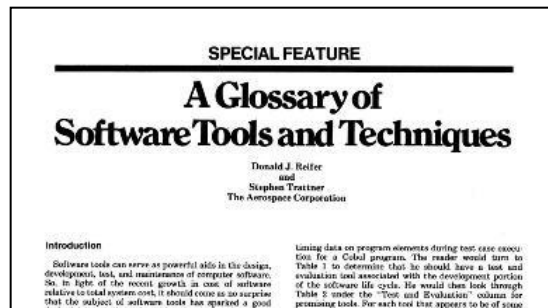 SPECIAL FEATURE
A Glossary of
Software Tools and Techniques
Donald J. Reifer
and
Stephen Trattner
The Aerospace Corporation
Introduction
Software tools can serve as powerful aids in the design,
development, test, and maintenance of computer software.
So, in light of the recent growth in cost of software
relative to total system cost, it should come as no surprise
that the subject of software tools has sparked a good
timing data on program elements during test case execu-
tion for a Cobol program. The reader would turn to
Table 1 to determine that he should have a test and
evaluation tool associated with the development portion
of the software life cycle. He would then look through
Table 2 under the "Test and Evaluation" column for
promising tools. For each tool that appears to be of some